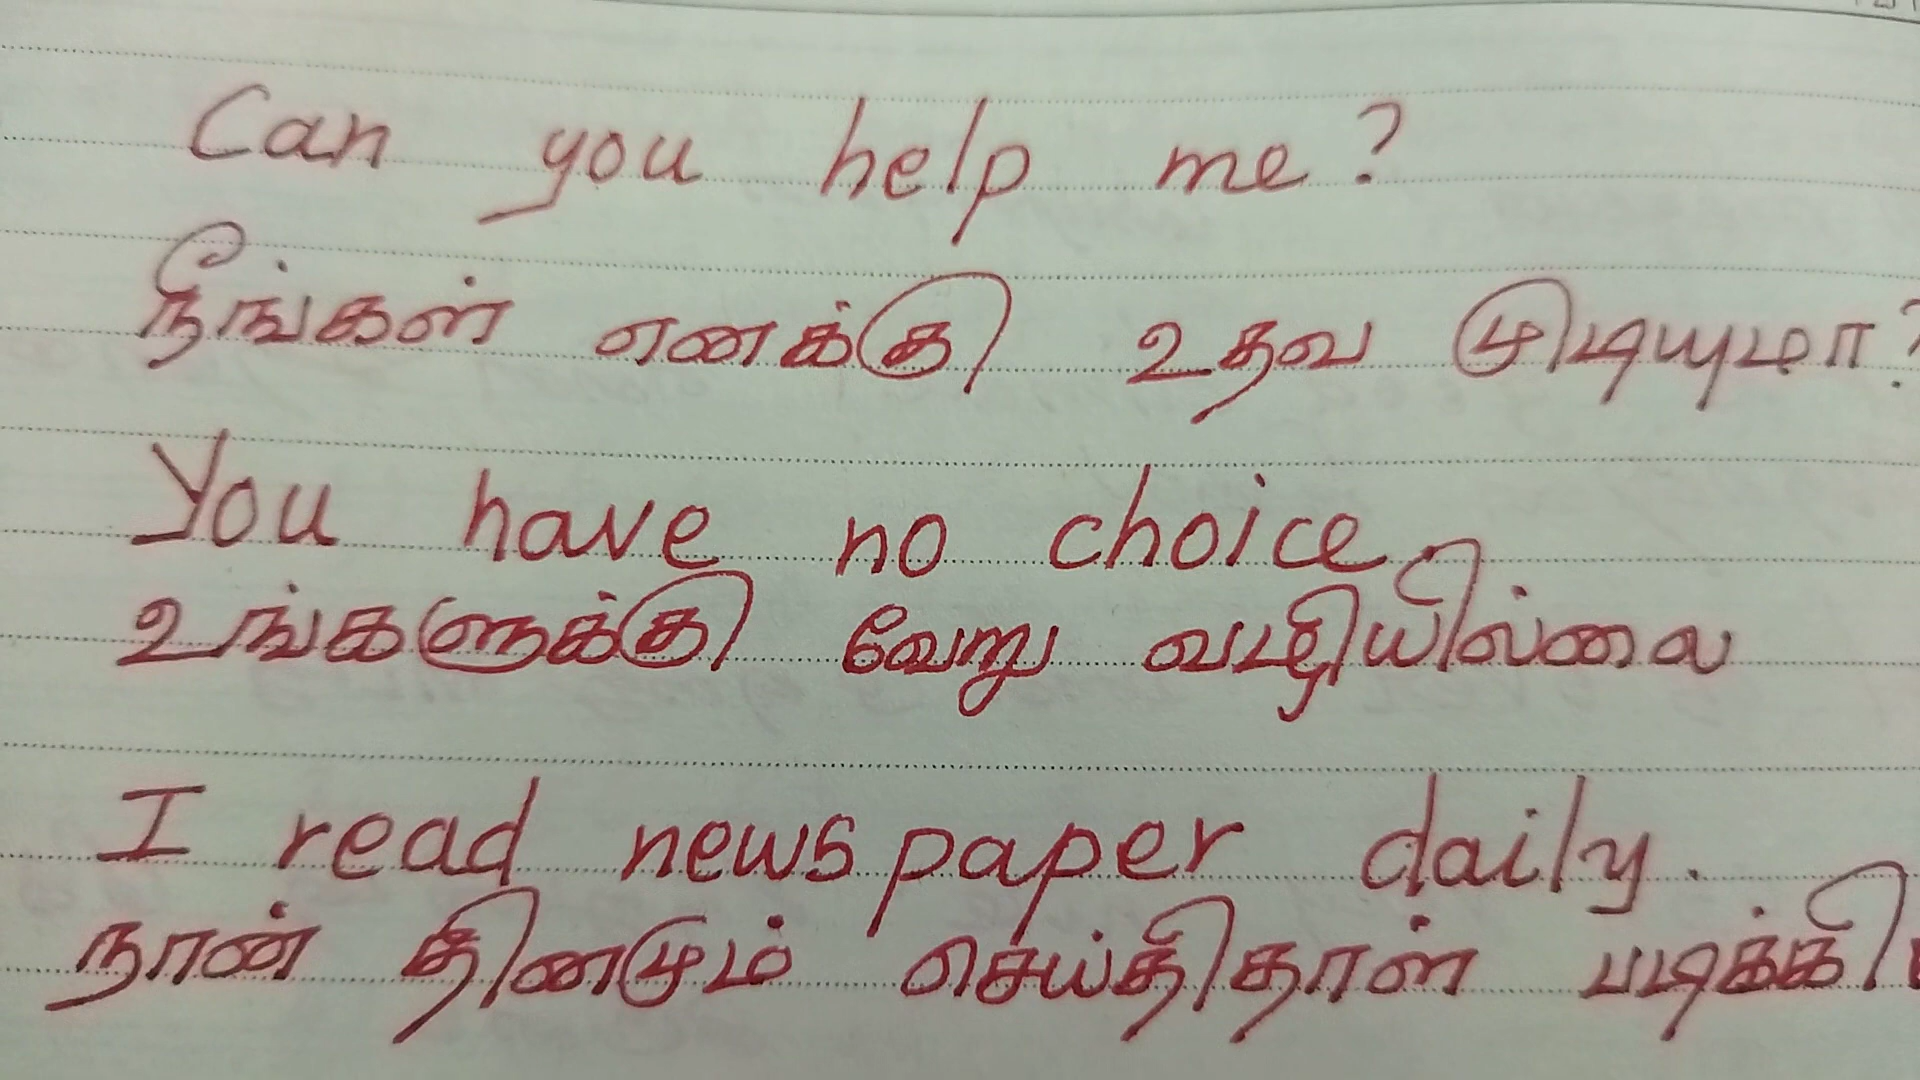 Can you help me?
நீங்கள் எனக்கு உதவ முடியுமா?
You have no choice.
உங்களுக்கு வேறு வழியில்லை
I read newspaper daily.
நான் தினமும் செய்திதாள்